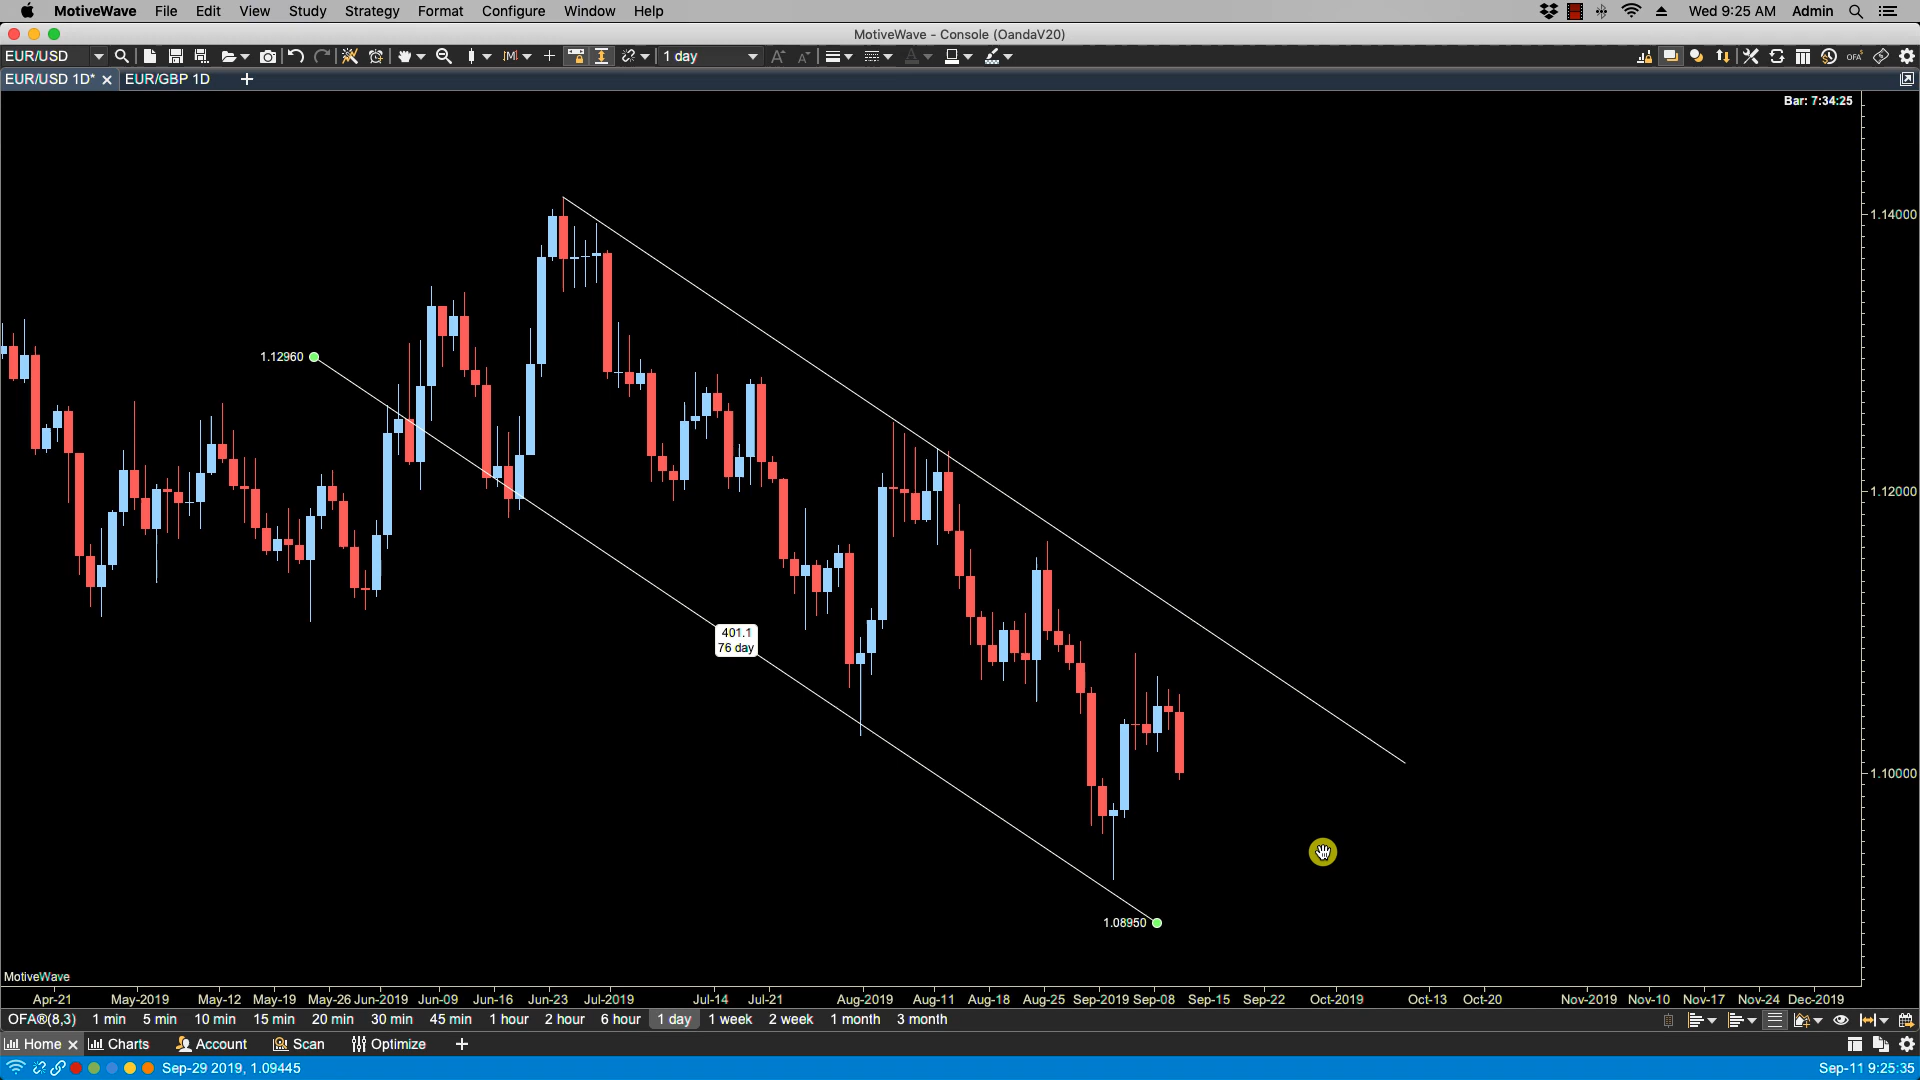 MotiveWave File Edit View Study Strategy Format Configure Window Help Wed 9:25 AM Admin
MotiveWave - Console (OandaV20)
EUR/USD 1 day
EUR/USD 1D* EUR/GBP 1D
Bar: 7:34:25
1.14000
1.12960
1.12000
401.1
76 day
1.10000
1.08950
MotiveWave
Apr-21 May-2019 May-12 May-19 May-26 Jun-2019 Jun-09 Jun-16 Jun-23 Jul-2019 Jul-14 Jul-21 Aug-2019 Aug-11 Aug-18 Aug-25 Sep-2019 Sep-08 Sep-15 Sep-22 Oct-2019 Oct-13 Oct-20 Nov-2019 Nov-10 Nov-17 Nov-24 Dec-2019
OFA®(8,3) 1 min 5 min 10 min 15 min 20 min 30 min 45 min 1 hour 2 hour 6 hour 1 day 1 week 2 week 1 month 3 month
Home Charts Account Scan Optimize
Sep-29 2019, 1.09445 Sep-11 9:25:35